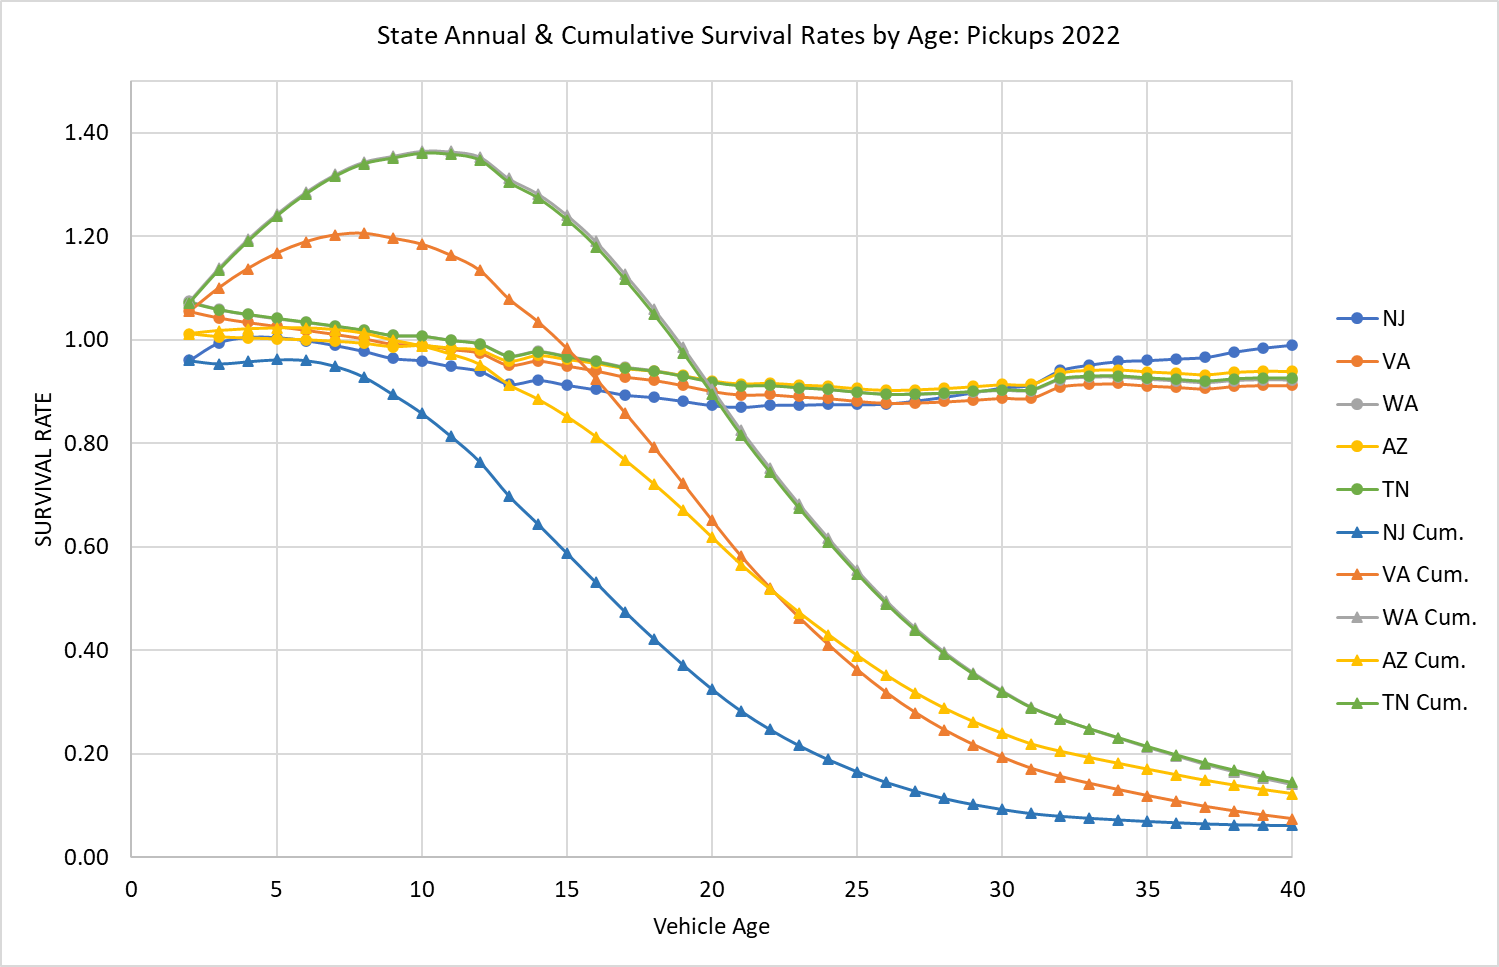 State Annual & Cumulative Survival Rates by Age: Pickups 2022
1.40
1.20
1.00
0.80
0.60
0.40
0.20
0.00
SURVIVAL RATE
0 5 10 15 20 25 30 35 40
Vehicle Age
NJ
VA
WA
AZ
TN
NJ Cum.
VA Cum.
WA Cum.
AZ Cum.
TN Cum.